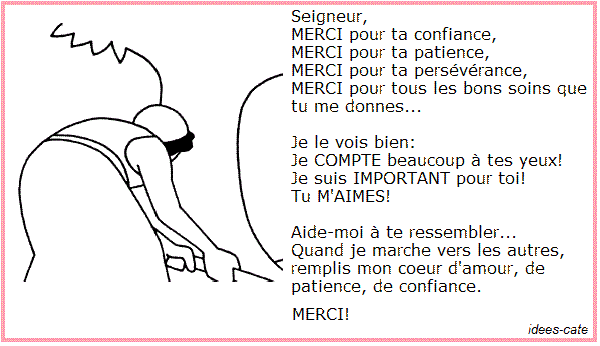 Seigneur,
MERCI pour ta confiance,
MERCI pour ta patience,
MERCI pour ta persévérance,
MERCI pour tous les bons soins que
tu me donnes...
Je le vois bien:
Je COMPTE beaucoup à tes yeux!
Je suis IMPORTANT pour toi!
Tu M'AIMES!
Aide-moi à te ressembler...
Quand je marche vers les autres,
remplis mon coeur d'amour, de
patience, de confiance.
MERCI!
idees-cate